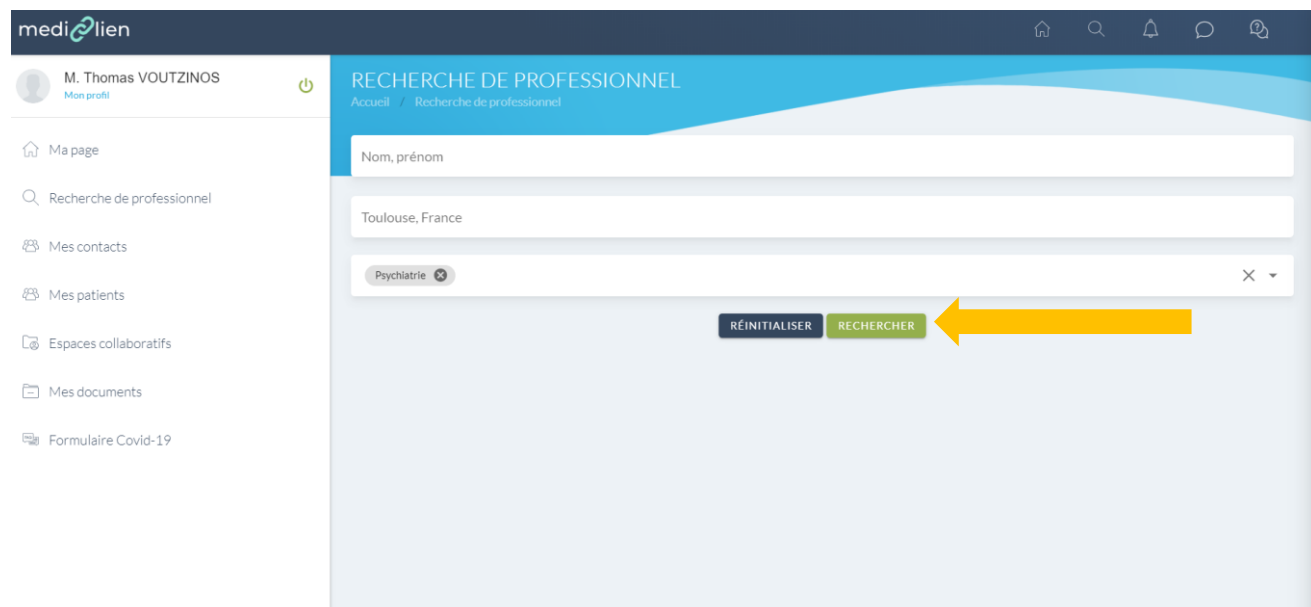 medi lien
M. Thomas VOUTZINOS
Mon profil
Ma page
Recherche de professionnel
Mes contacts
Mes patients
Espaces collaboratifs
Mes documents
Formulaire Covid-19
RECHERCHE DE PROFESSIONNEL
Accueil / Recherche de professionnel
Nom, prénom
Toulouse, France
Psychiatrie
RÉINITIALISER RECHERCHER